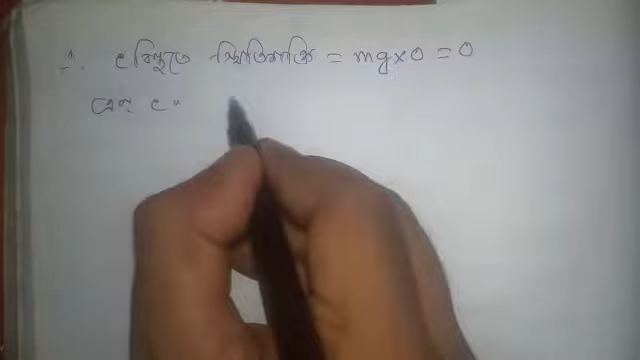 ∴ c বিন্দুতে স্থিতিশক্তি = mg×0 = 0
এবং c